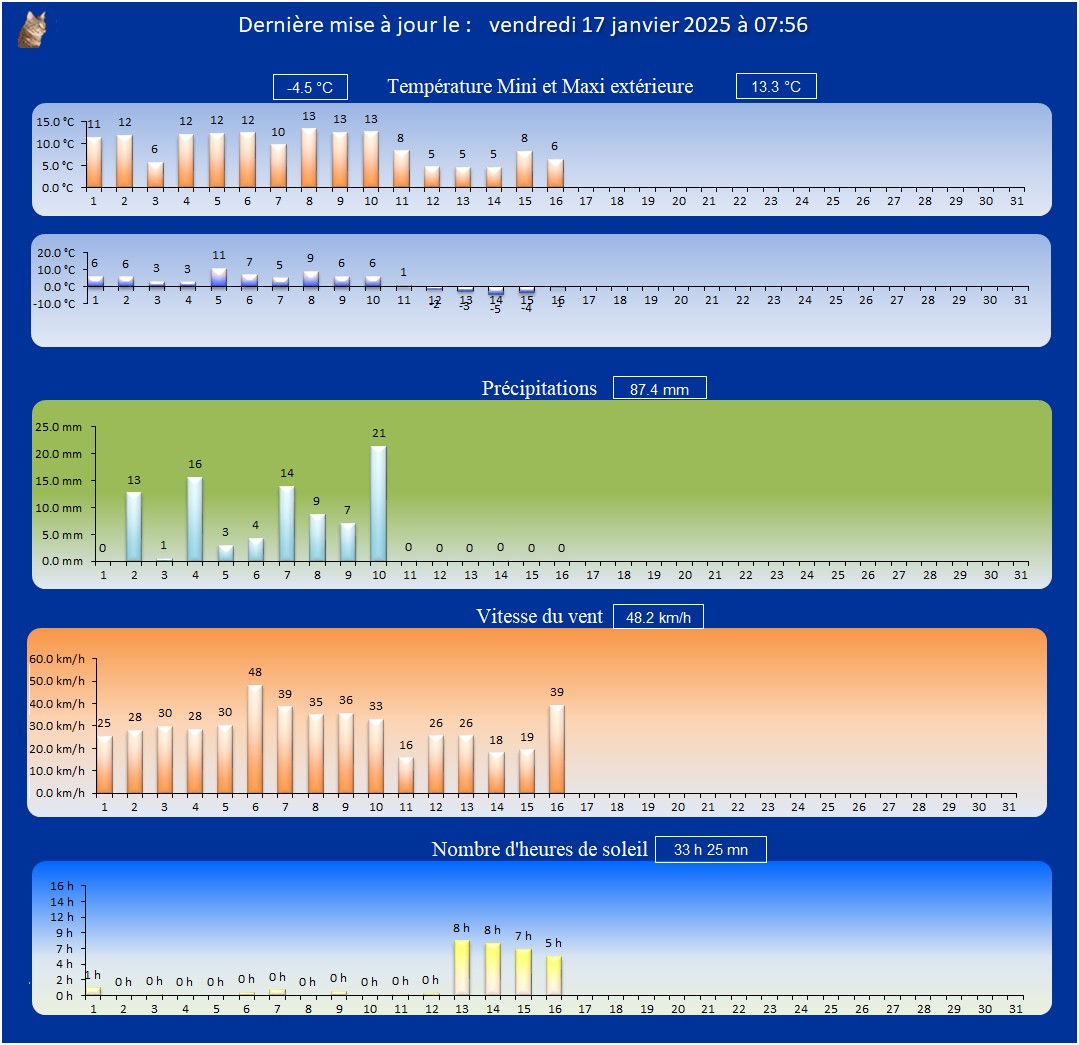 Dernière mise à jour le : vendredi 17 janvier 2025 à 07:56
-4.5 °C Température Mini et Maxi extérieure 13.3 °C
15.0 °C
10.0 °C
5.0 °C
0.0 °C
11 12 6 12 12 12 10 13 13 13 8 5 5 5 8 6
1 2 3 4 5 6 7 8 9 10 11 12 13 14 15 16 17 18 19 20 21 22 23 24 25 26 27 28 29 30 31
20.0 °C
10.0 °C
0.0 °C
-10.0 °C
6 6 3 3 11 7 5 9 6 6 1 -2 -3 -5 -4
1 2 3 4 5 6 7 8 9 10 11 12 13 14 15 16 17 18 19 20 21 22 23 24 25 26 27 28 29 30 31
Précipitations 87.4 mm
25.0 mm
20.0 mm
15.0 mm
10.0 mm
5.0 mm
0.0 mm
0 13 1 16 3 4 14 9 7 21 0 0 0 0 0 0
1 2 3 4 5 6 7 8 9 10 11 12 13 14 15 16 17 18 19 20 21 22 23 24 25 26 27 28 29 30 31
Vitesse du vent 48.2 km/h
60.0 km/h
50.0 km/h
40.0 km/h
30.0 km/h
20.0 km/h
10.0 km/h
0.0 km/h
25 28 30 28 30 48 39 35 36 33 16 26 26 18 19 39
1 2 3 4 5 6 7 8 9 10 11 12 13 14 15 16 17 18 19 20 21 22 23 24 25 26 27 28 29 30 31
Nombre d'heures de soleil 33 h 25 mn
16 h
14 h
12 h
9 h
7 h
4 h
2 h
0 h
1 h 0 h 0 h 0 h 0 h 0 h 0 h 0 h 0 h 0 h 0 h 0 h 8 h 8 h 7 h 5 h
1 2 3 4 5 6 7 8 9 10 11 12 13 14 15 16 17 18 19 20 21 22 23 24 25 26 27 28 29 30 31